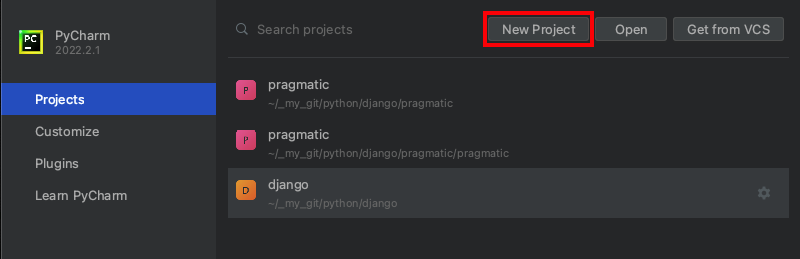 PC
PyCharm
2022.2.1
Projects
Customize
Plugins
Learn PyCharm
Search projects
New Project
Open
Get from VCS
P
pragmatic
~/_my_git/python/django/pragmatic
P
pragmatic
~/_my_git/python/django/pragmatic/pragmatic
D
django
~/_my_git/python/django